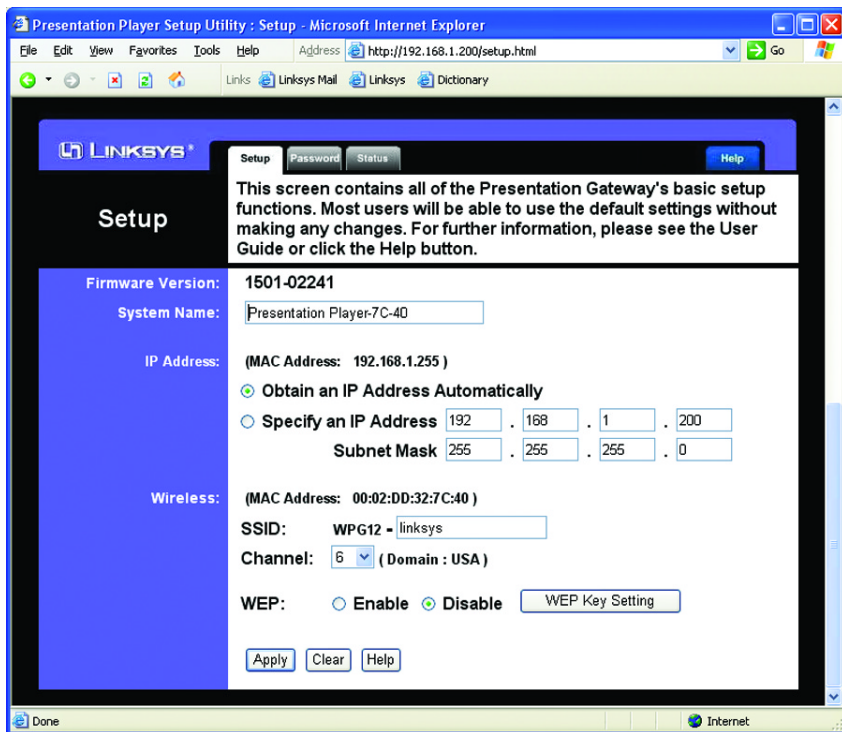 Presentation Player Setup Utility : Setup - Microsoft Internet Explorer
File Edit View Favorites Tools Help Address http://192.168.1.200/setup.html Go
Links Linksys Mail Linksys Dictionary
LINKSYS®
Setup Password Status Help
Setup
This screen contains all of the Presentation Gateway's basic setup
functions. Most users will be able to use the default settings without
making any changes. For further information, please see the User
Guide or click the Help button.
Firmware Version: 1501-02241
System Name: Presentation Player-7C-40
IP Address: (MAC Address: 192.168.1.255 )
Obtain an IP Address Automatically
Specify an IP Address 192 . 168 . 1 . 200
Subnet Mask 255 . 255 . 255 . 0
Wireless: (MAC Address: 00:02:DD:32:7C:40 )
SSID: WPG12 - linksys
Channel: 6 ( Domain : USA )
WEP: Enable Disable WEP Key Setting
Apply Clear Help
Done Internet